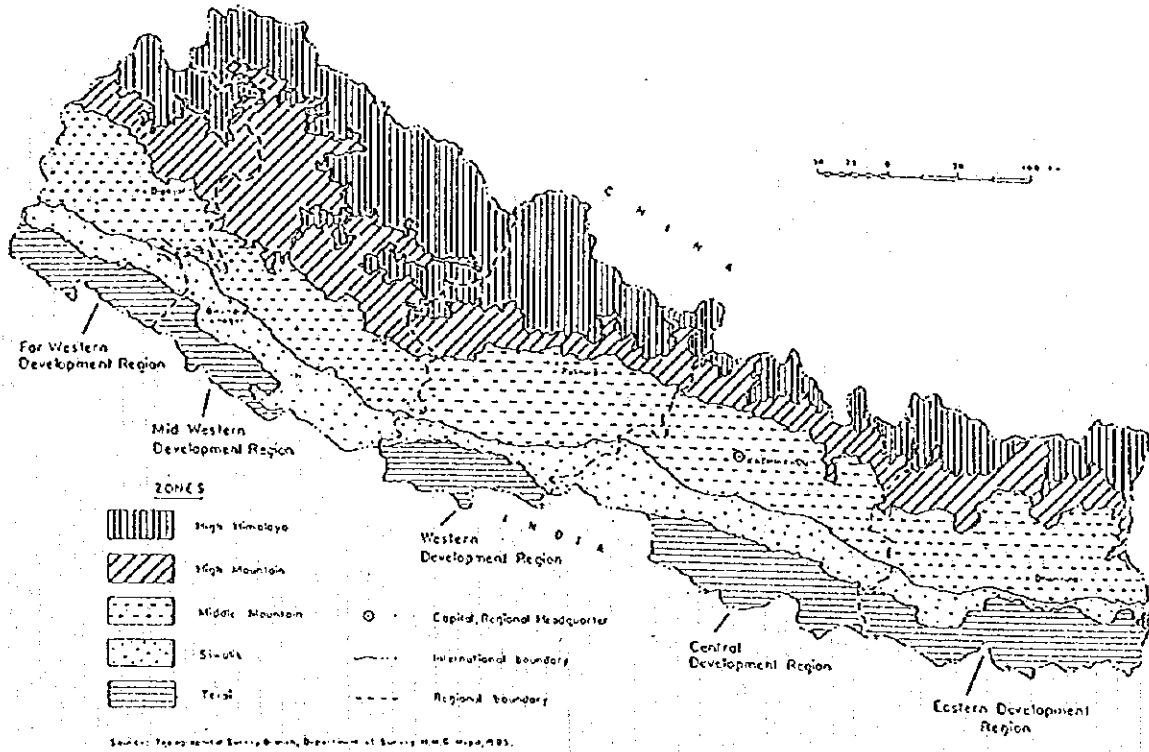 CHINA
Far Western
Development Region
Mid Western
Development Region
ZONES
High Himalaya
High Mountain
Middle Mountain
Siwalik
Terai
Western
Development Region
INDIA
Capital, Regional Headquarter
International boundary
Regional boundary
Central
Development Region
Eastern Development
Region
Kathmandu